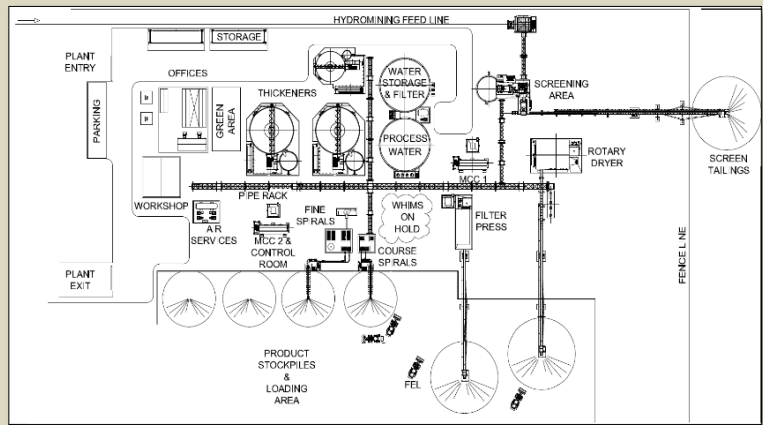 HYDROMINING FEED LINE
STORAGE
PLANT
ENTRY
OFFICES
THICKENERS
WATER
STORAGE
& FILTER
SCREENING
AREA
PARKING
GREEN
AREA
PROCESS
WATER
ROTARY
DRYER
SCREEN
TAILINGS
MCC 1
WORKSHOP
PIPE RACK
AIR
SERVICES
MCC 2 &
CONTROL
ROOM
FINE
SPIRALS
WHIMS
ON
HOLD
COURSE
SPIRALS
FILTER
PRESS
FENCE LINE
PLANT
EXIT
PRODUCT
STOCKPILES
&
LOADING
AREA
FEL